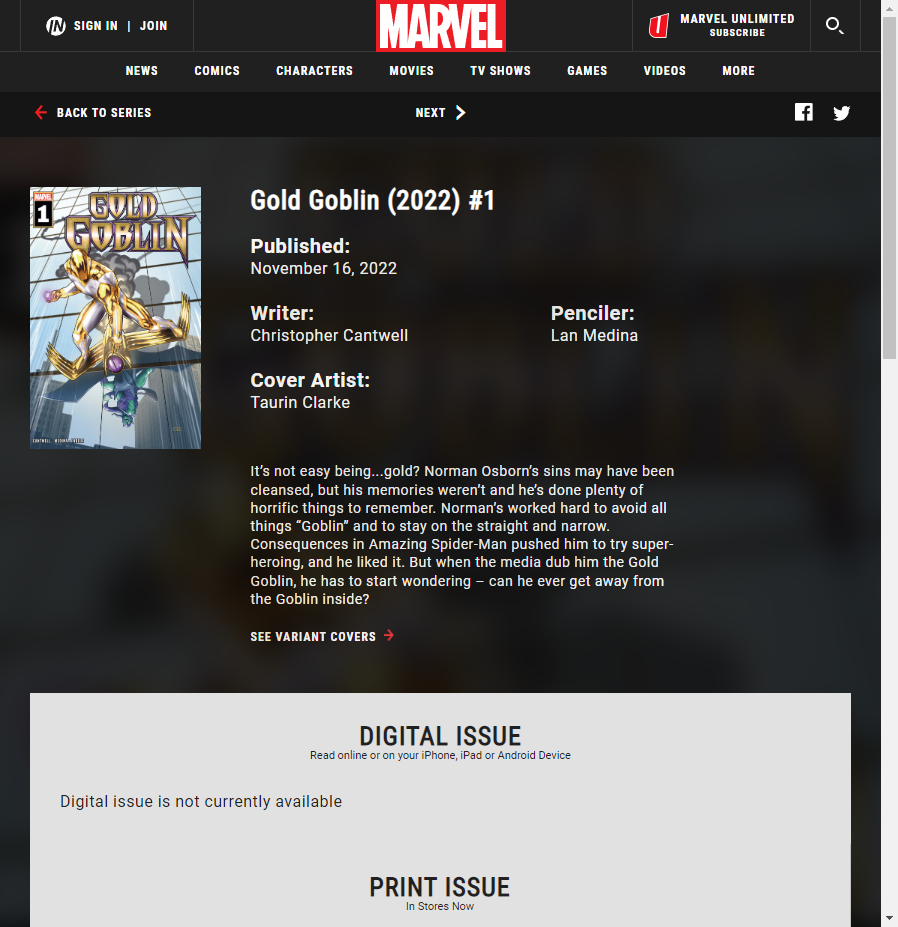 SIGN IN | JOIN
MARVEL
MARVEL UNLIMITED
SUBSCRIBE
NEWS COMICS CHARACTERS MOVIES TV SHOWS GAMES VIDEOS MORE
BACK TO SERIES
NEXT
MARVEL
1
GOLD
GOBLIN
Gold Goblin (2022) #1
Published:
November 16, 2022
Writer:
Christopher Cantwell
Penciler:
Lan Medina
Cover Artist:
Taurin Clarke
It’s not easy being...gold? Norman Osborn’s sins may have been
cleansed, but his memories weren’t and he’s done plenty of
horrific things to remember. Norman’s worked hard to avoid all
things “Goblin” and to stay on the straight and narrow.
Consequences in Amazing Spider-Man pushed him to try super-
heroing, and he liked it. But when the media dub him the Gold
Goblin, he has to start wondering – can he ever get away from
the Goblin inside?
SEE VARIANT COVERS
DIGITAL ISSUE
Read online or on your iPhone, iPad or Android Device
Digital issue is not currently available
PRINT ISSUE
In Stores Now